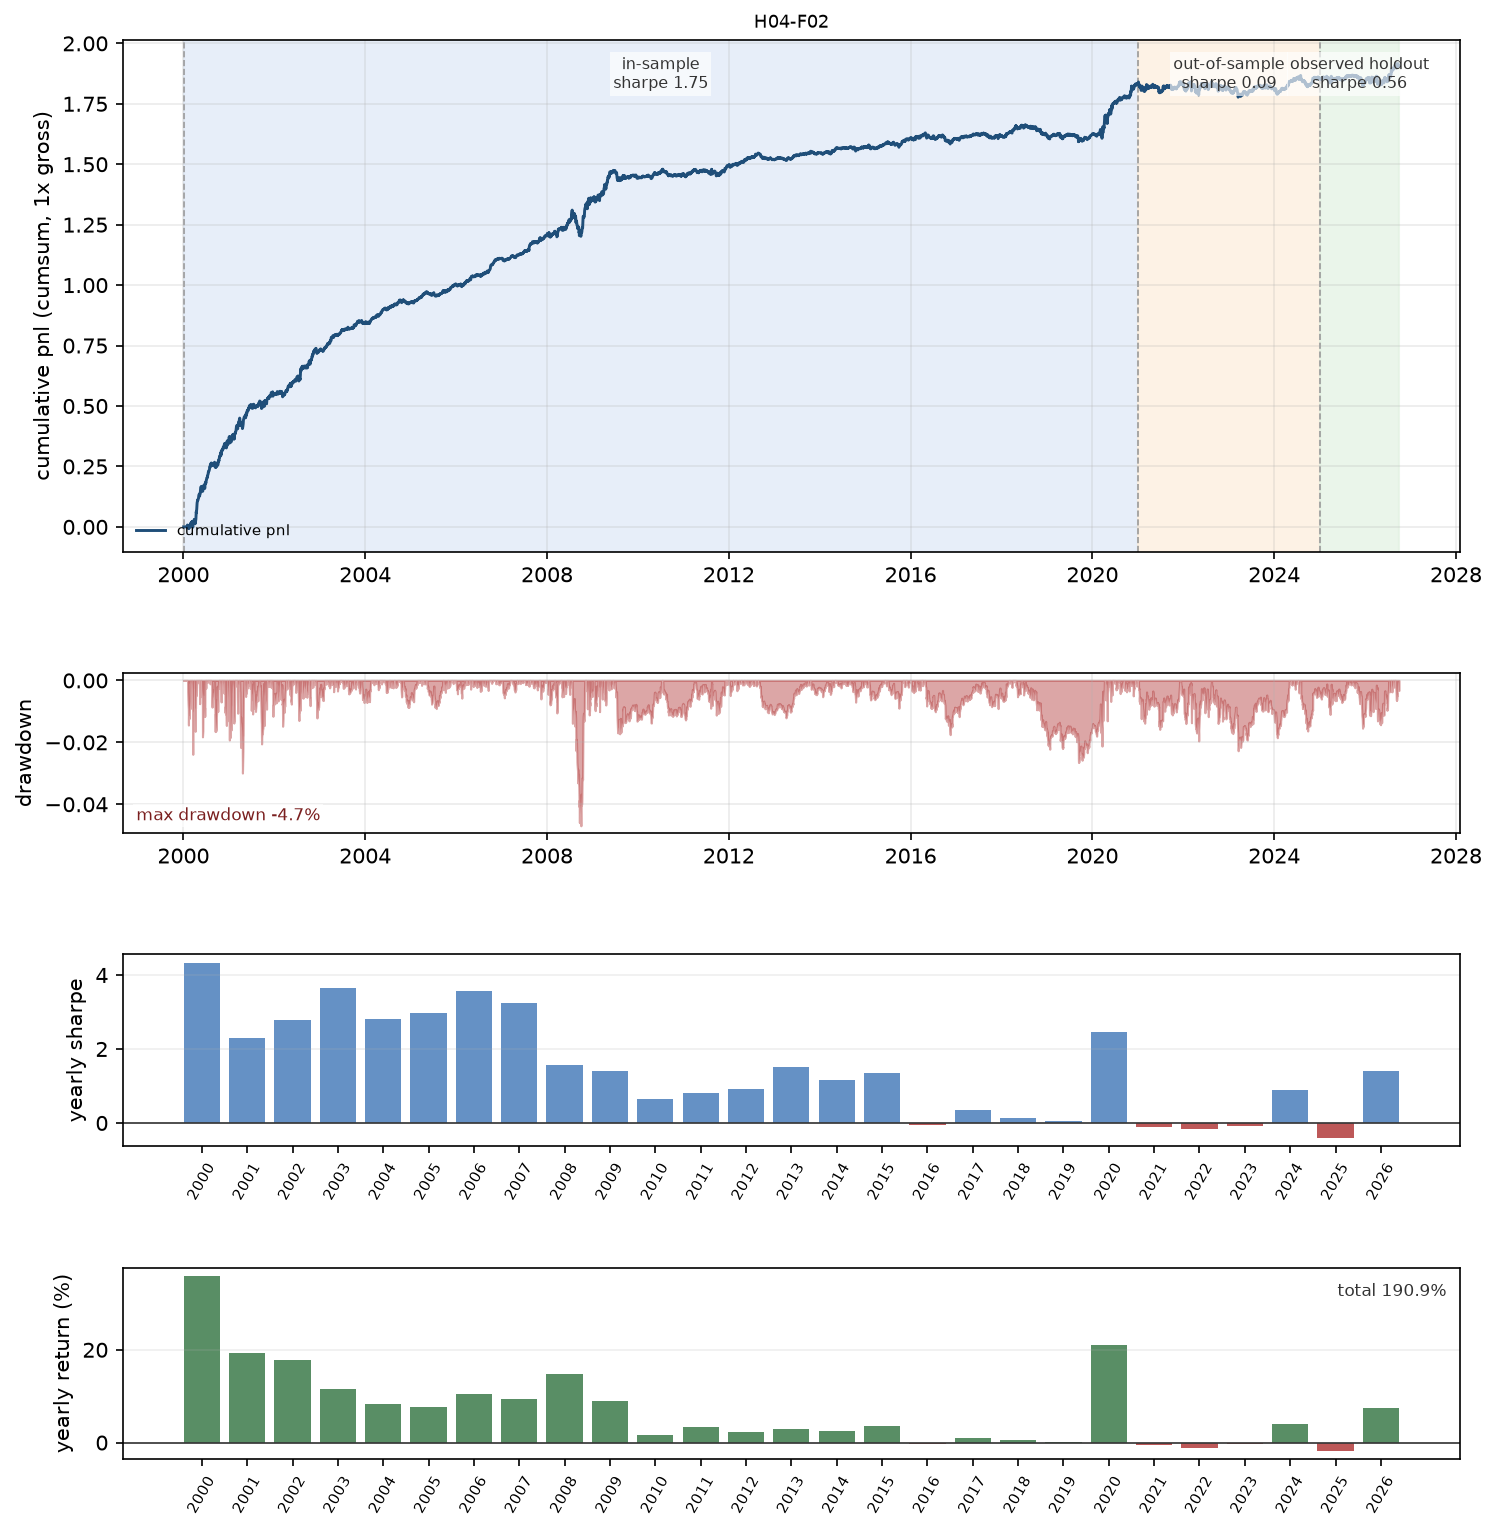 H04-F02
cumulative pnl (cumsum, 1x gross)
2.00
1.75
1.50
1.25
1.00
0.75
0.50
0.25
0.00
in-sample
sharpe 1.75
out-of-sample observed holdout
sharpe 0.09 sharpe 0.56
cumulative pnl
2000 2004 2008 2012 2016 2020 2024 2028
drawdown
0.00
−0.02
−0.04
max drawdown -4.7%
2000 2004 2008 2012 2016 2020 2024 2028
yearly sharpe
4
2
0
2000 2001 2002 2003 2004 2005 2006 2007 2008 2009 2010 2011 2012 2013 2014 2015 2016 2017 2018 2019 2020 2021 2022 2023 2024 2025 2026
yearly return (%)
total 190.9%
20
0
2000 2001 2002 2003 2004 2005 2006 2007 2008 2009 2010 2011 2012 2013 2014 2015 2016 2017 2018 2019 2020 2021 2022 2023 2024 2025 2026